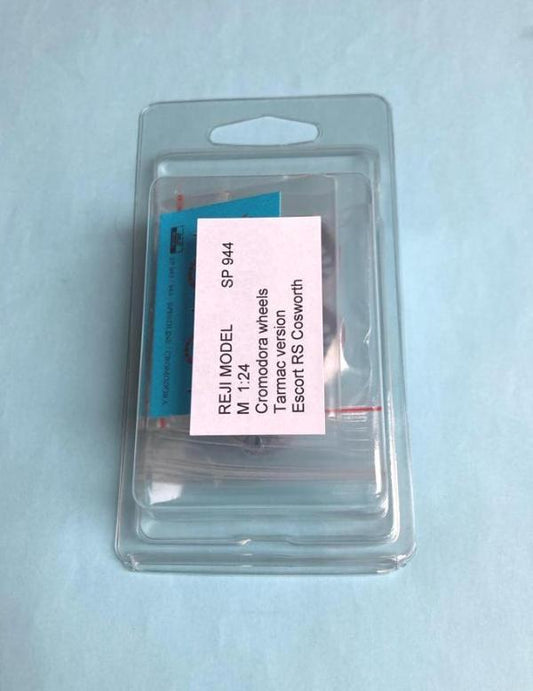 REJI MODEL SP 944
M 1:24
Cromodora wheels
Tarmac version
Escort RS Cosworth